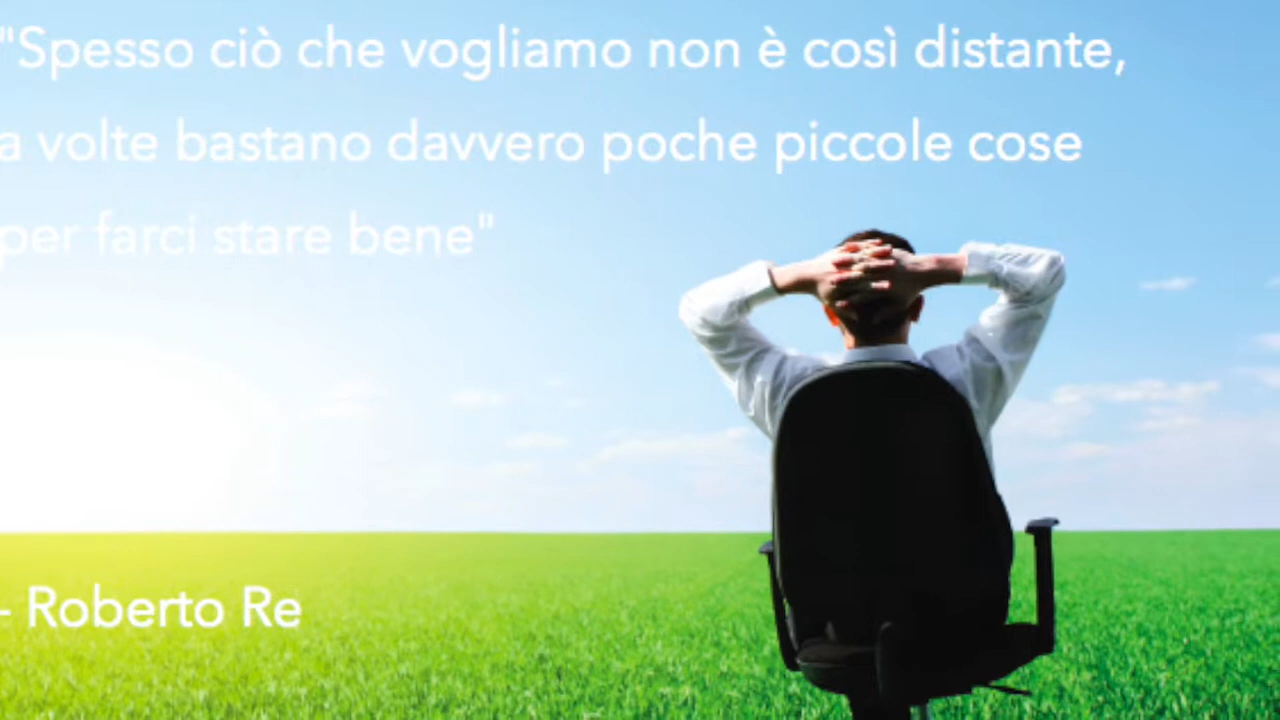 "Spesso ciò che vogliamo non è così distante,
a volte bastano davvero poche piccole cose
per farci stare bene"
- Roberto Re